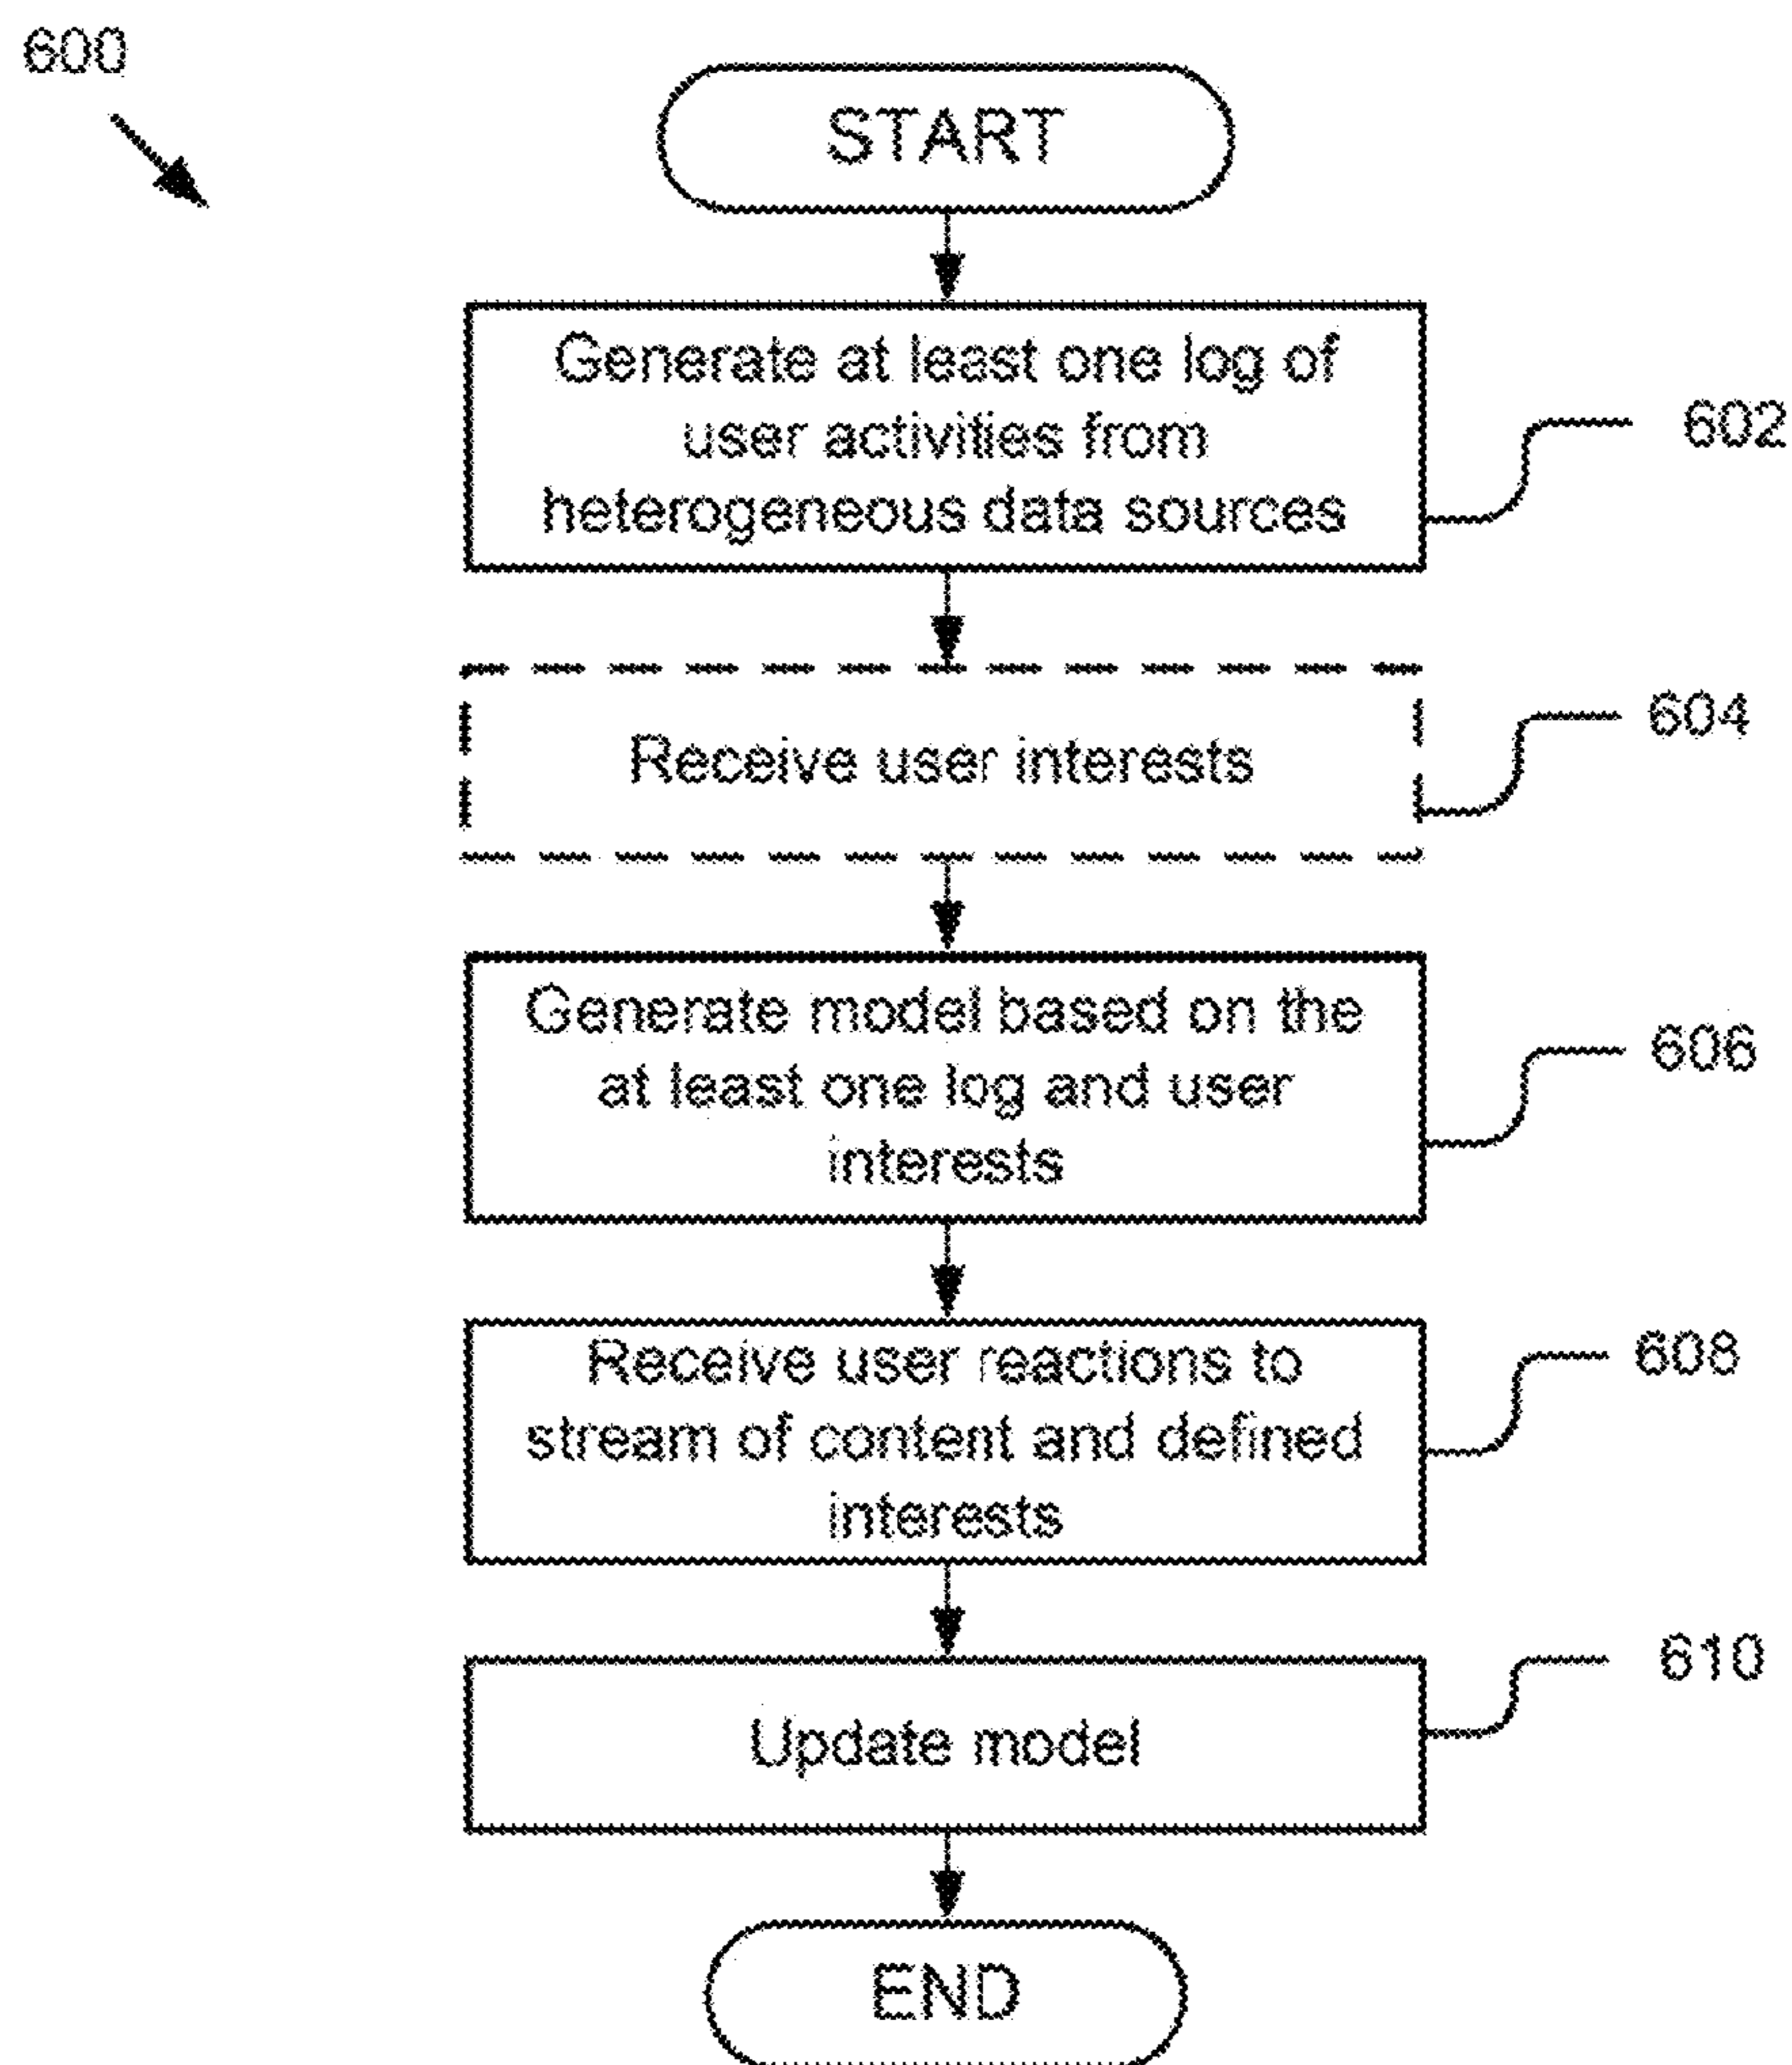 600
START
Generate at least one log of
user activities from
heterogeneous data sources
602
Receive user interests
604
Generate model based on the
at least one log and user
interests
606
Receive user reactions to
stream of content and defined
interests
608
Update model
610
END